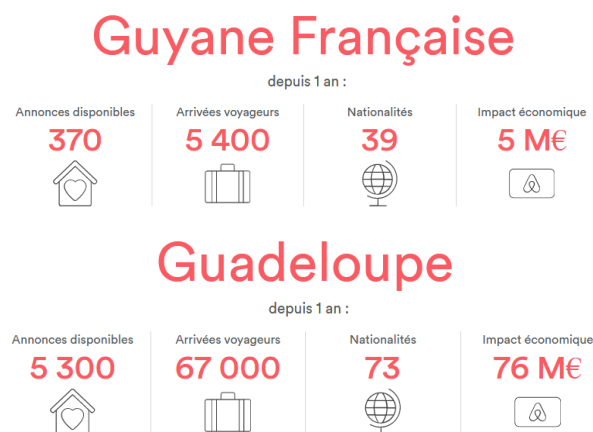 Guyane Française
depuis 1 an :
Annonces disponibles Arrivées voyageurs Nationalités Impact économique
370 5 400 39 5 M€
Guadeloupe
depuis 1 an :
Annonces disponibles Arrivées voyageurs Nationalités Impact économique
5 300 67 000 73 76 M€